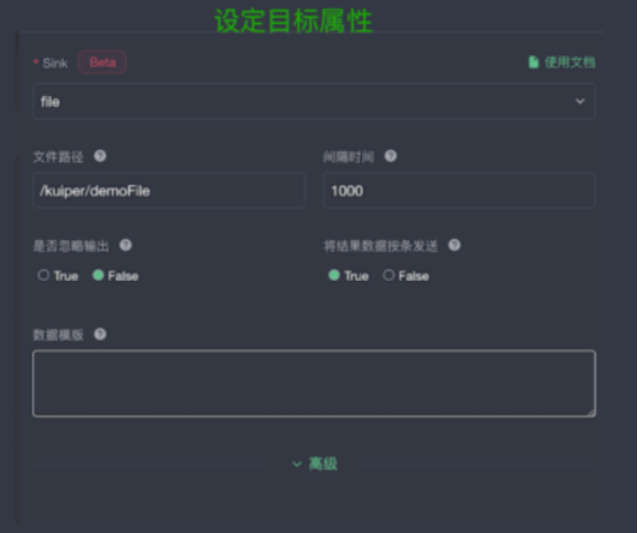 设定目标属性
* Sink Beta 使用文档
file
文件路径 间隔时间
/kuiper/demoFile 1000
是否忽略输出 将结果数据按条发送
True False True False
数据模版
高级